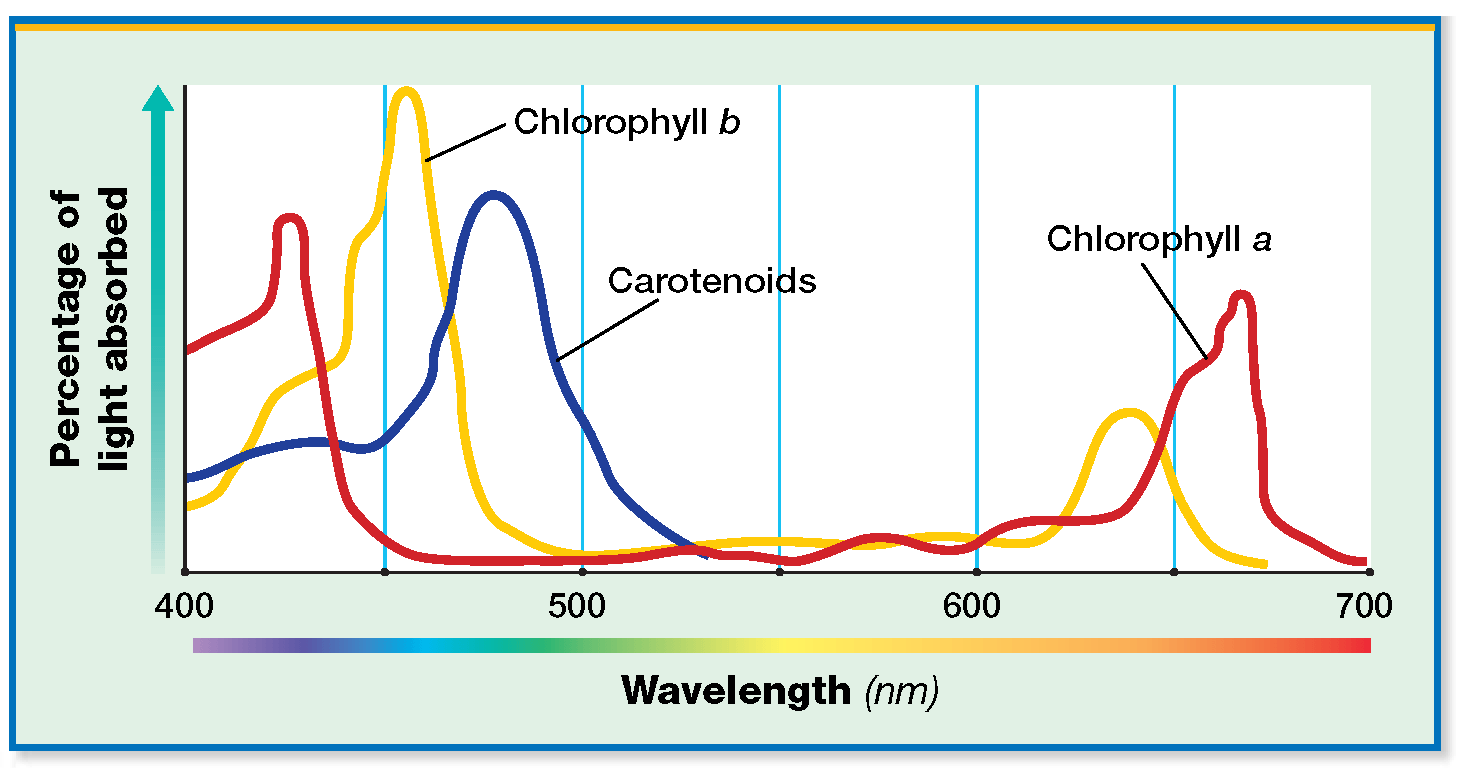 Chlorophyll b
Chlorophyll a
Carotenoids
Percentage of
light absorbed
400 500 600 700
Wavelength (nm)